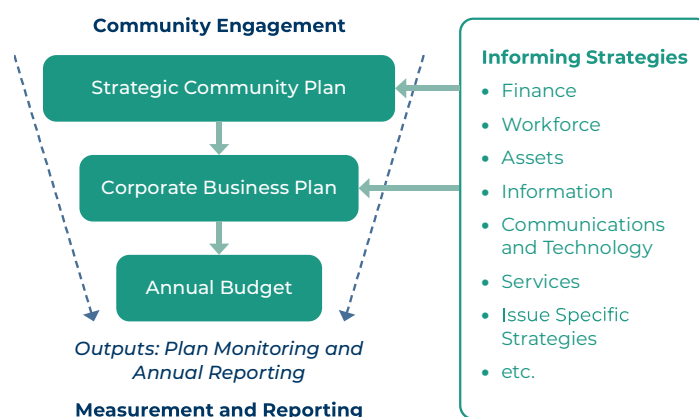 Community Engagement
Strategic Community Plan
Corporate Business Plan
Annual Budget
Outputs: Plan Monitoring and
Annual Reporting
Measurement and Reporting
Informing Strategies
• Finance
• Workforce
• Assets
• Information
• Communications
and Technology
• Services
• Issue Specific
Strategies
• etc.